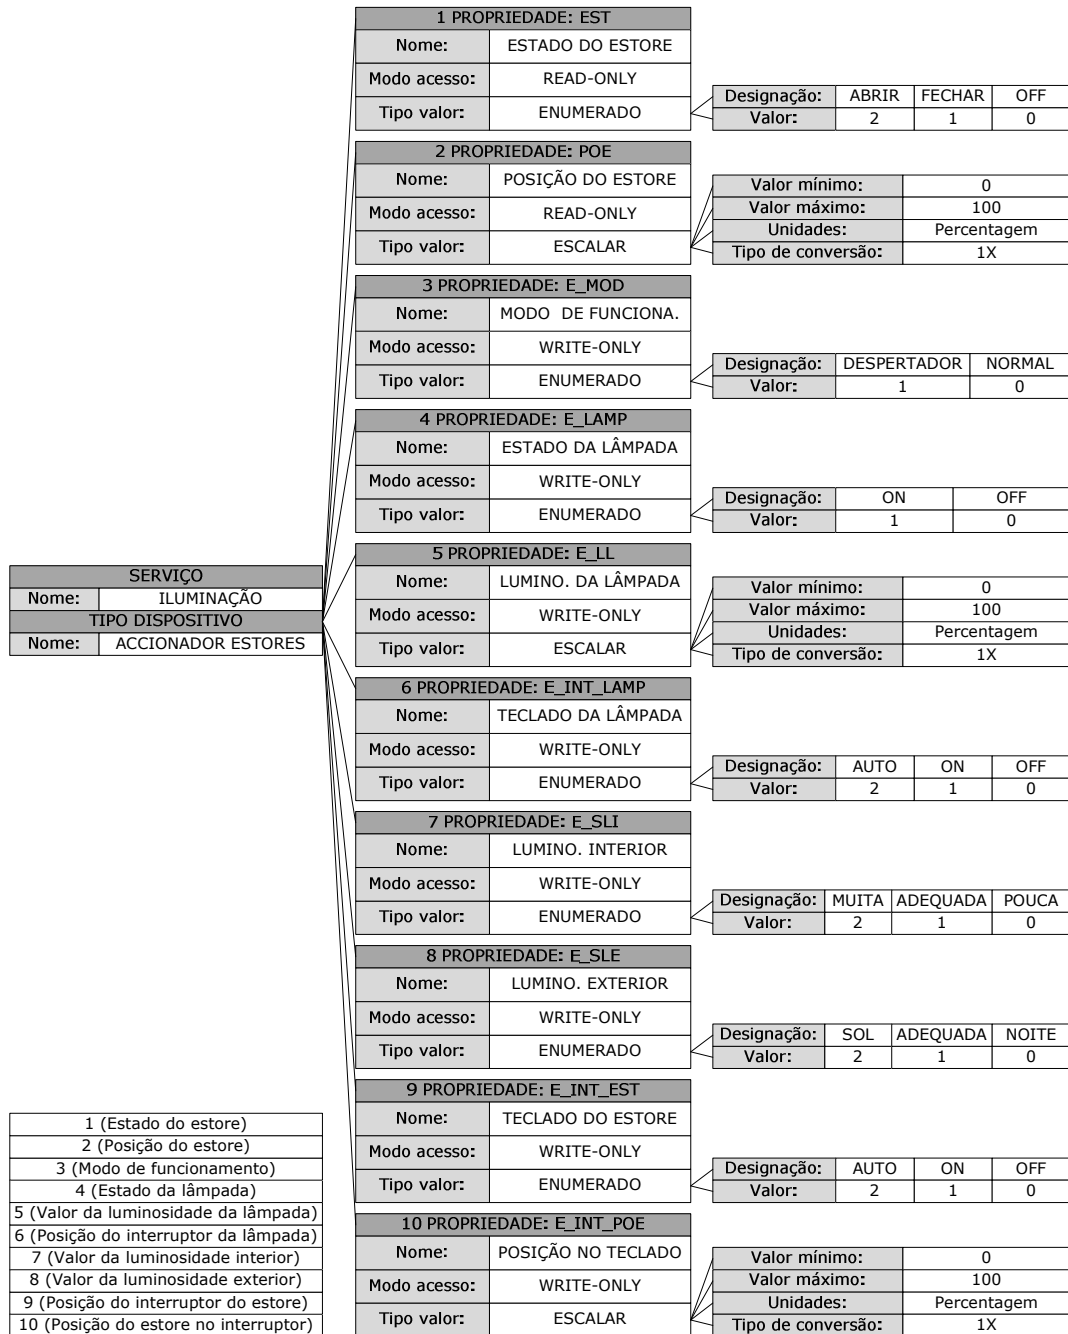 1 PROPRIEDADE: EST
Nome: ESTADO DO ESTORE
Modo acesso: READ-ONLY
Tipo valor: ENUMERADO
Designação: ABRIR FECHAR OFF
Valor: 2 1 0
2 PROPRIEDADE: POE
Nome: POSIÇÃO DO ESTORE
Modo acesso: READ-ONLY
Tipo valor: ESCALAR
Valor mínimo: 0
Valor máximo: 100
Unidades: Percentagem
Tipo de conversão: 1X
3 PROPRIEDADE: E_MOD
Nome: MODO DE FUNCIONA.
Modo acesso: WRITE-ONLY
Tipo valor: ENUMERADO
Designação: DESPERTADOR NORMAL
Valor: 1 0
4 PROPRIEDADE: E_LAMP
Nome: ESTADO DA LÂMPADA
Modo acesso: WRITE-ONLY
Tipo valor: ENUMERADO
Designação: ON OFF
Valor: 1 0
SERVIÇO
Nome: ILUMINAÇÃO
TIPO DISPOSITIVO
Nome: ACCIONADOR ESTORES
5 PROPRIEDADE: E_LL
Nome: LUMINO. DA LÂMPADA
Modo acesso: WRITE-ONLY
Tipo valor: ESCALAR
Valor mínimo: 0
Valor máximo: 100
Unidades: Percentagem
Tipo de conversão: 1X
6 PROPRIEDADE: E_INT_LAMP
Nome: TECLADO DA LÂMPADA
Modo acesso: WRITE-ONLY
Tipo valor: ENUMERADO
Designação: AUTO ON OFF
Valor: 2 1 0
7 PROPRIEDADE: E_SLI
Nome: LUMINO. INTERIOR
Modo acesso: WRITE-ONLY
Tipo valor: ENUMERADO
Designação: MUITA ADEQUADA POUCA
Valor: 2 1 0
8 PROPRIEDADE: E_SLE
Nome: LUMINO. EXTERIOR
Modo acesso: WRITE-ONLY
Tipo valor: ENUMERADO
Designação: SOL ADEQUADA NOITE
Valor: 2 1 0
9 PROPRIEDADE: E_INT_EST
Nome: TECLADO DO ESTORE
Modo acesso: WRITE-ONLY
Tipo valor: ENUMERADO
Designação: AUTO ON OFF
Valor: 2 1 0
10 PROPRIEDADE: E_INT_POE
Nome: POSIÇÃO NO TECLADO
Modo acesso: WRITE-ONLY
Tipo valor: ESCALAR
Valor mínimo: 0
Valor máximo: 100
Unidades: Percentagem
Tipo de conversão: 1X
1 (Estado do estore)
2 (Posição do estore)
3 (Modo de funcionamento)
4 (Estado da lâmpada)
5 (Valor da luminosidade da lâmpada)
6 (Posição do interruptor da lâmpada)
7 (Valor da luminosidade interior)
8 (Valor da luminosidade exterior)
9 (Posição do interruptor do estore)
10 (Posição do estore no interruptor)